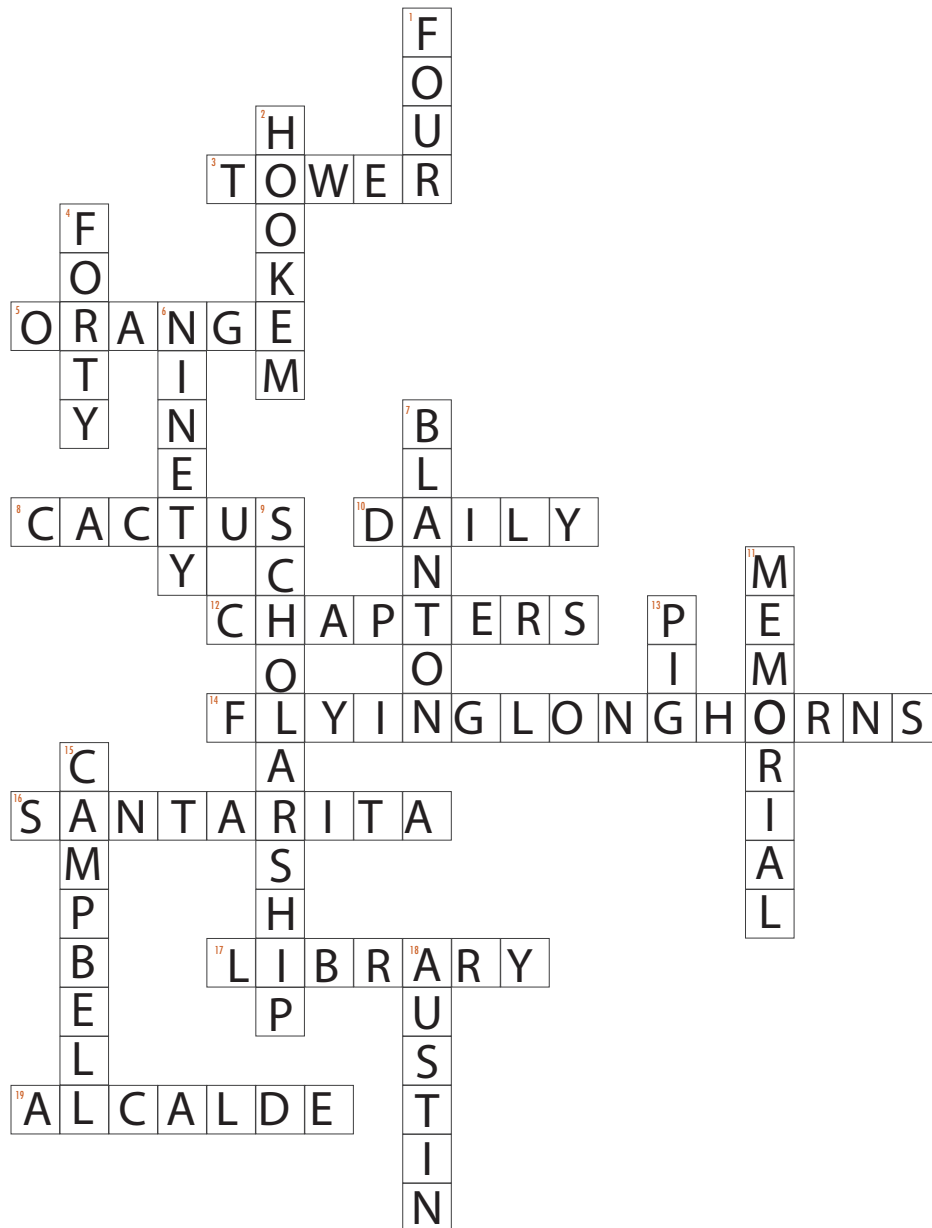 1 FOUR
2 HOOKEM
3 TOWER
4 FORTY
5 ORANGE
6 NINETY
7 BLANTON
8 CACTUS
9 SCHOLARSHIP
10 DAILY
11 MEMORIAL
12 CHAPTERS
13 PIG
14 FLYINGLONGHORNS
15 CAMPBELL
16 SANTARITA
17 LIBRARY
18 AUSTIN
19 ALCALDE